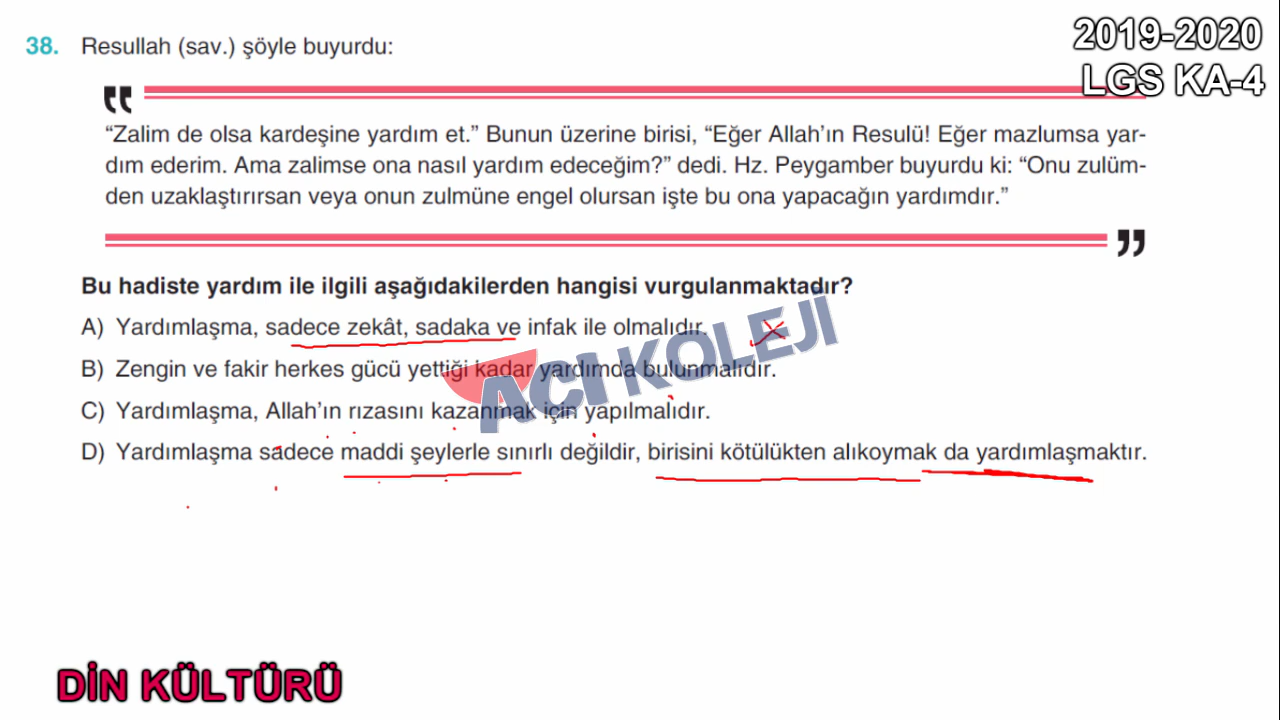 2019-2020
LGS KA-4
38. Resullah (sav.) şöyle buyurdu:
“Zalim de olsa kardeşine yardım et.” Bunun üzerine birisi, “Eğer Allah’ın Resulü! Eğer mazlumsa yar-
dım ederim. Ama zalimse ona nasıl yardım edeceğim?” dedi. Hz. Peygamber buyurdu ki: “Onu zulüm-
den uzaklaştırırsan veya onun zulmüne engel olursan işte bu ona yapacağın yardımdır.”
Bu hadiste yardım ile ilgili aşağıdakilerden hangisi vurgulanmaktadır?
A) Yardımlaşma, sadece zekât, sadaka ve infak ile olmalıdır.
B) Zengin ve fakir herkes gücü yettiği kadar yardımda bulunmalıdır.
C) Yardımlaşma, Allah’ın rızasını kazanmak için yapılmalıdır.
D) Yardımlaşma sadece maddi şeylerle sınırlı değildir, birisini kötülükten alıkoymak da yardımlaşmaktır.
ACI KOLEJİ
DİN KÜLTÜRÜ